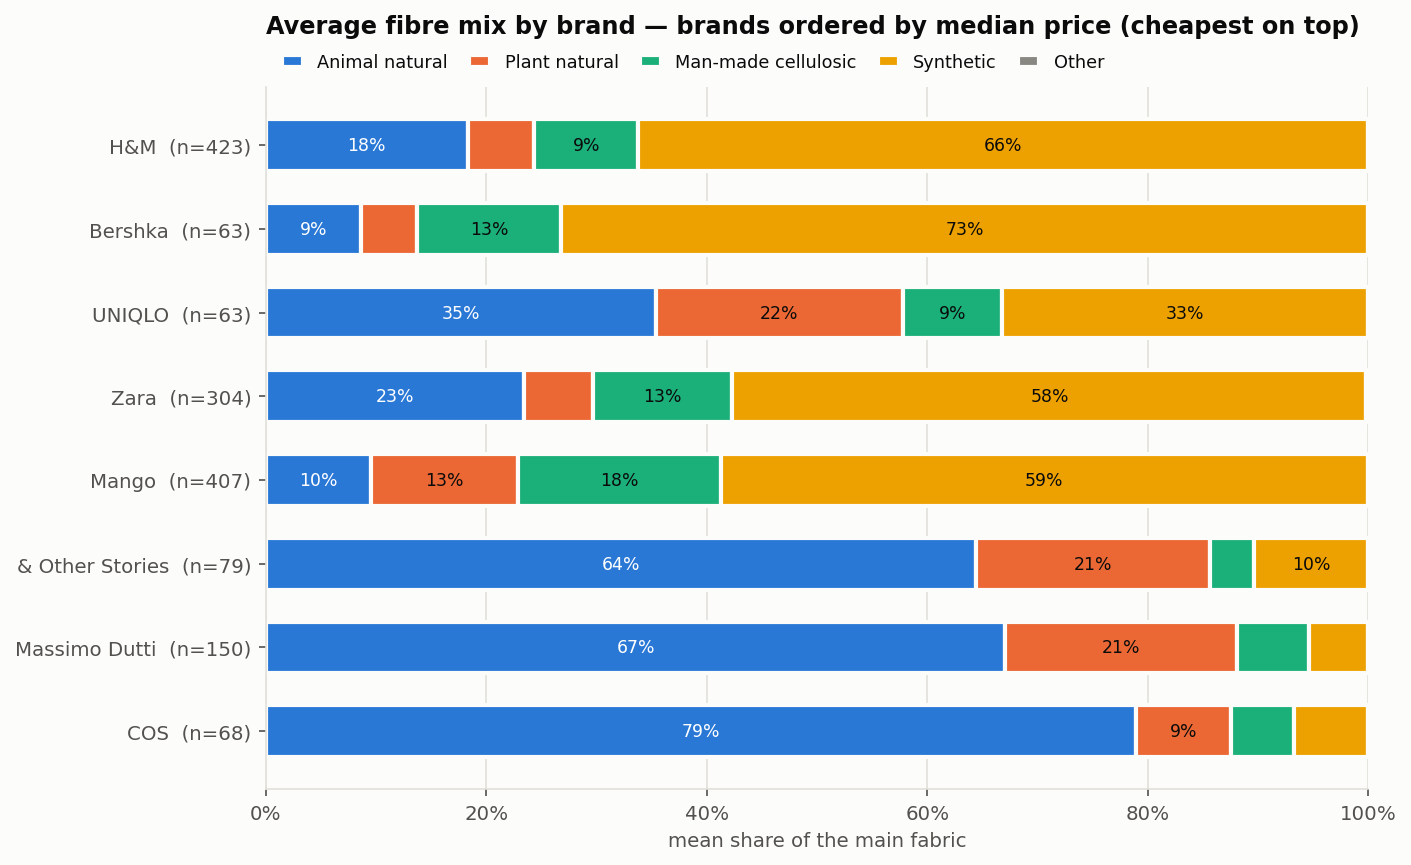 Average fibre mix by brand — brands ordered by median price (cheapest on top)
Animal natural Plant natural Man-made cellulosic Synthetic Other
H&M (n=423) 18% 9% 66%
Bershka (n=63) 9% 13% 73%
UNIQLO (n=63) 35% 22% 9% 33%
Zara (n=304) 23% 13% 58%
Mango (n=407) 10% 13% 18% 59%
& Other Stories (n=79) 64% 21% 10%
Massimo Dutti (n=150) 67% 21%
COS (n=68) 79% 9%
0% 20% 40% 60% 80% 100%
mean share of the main fabric